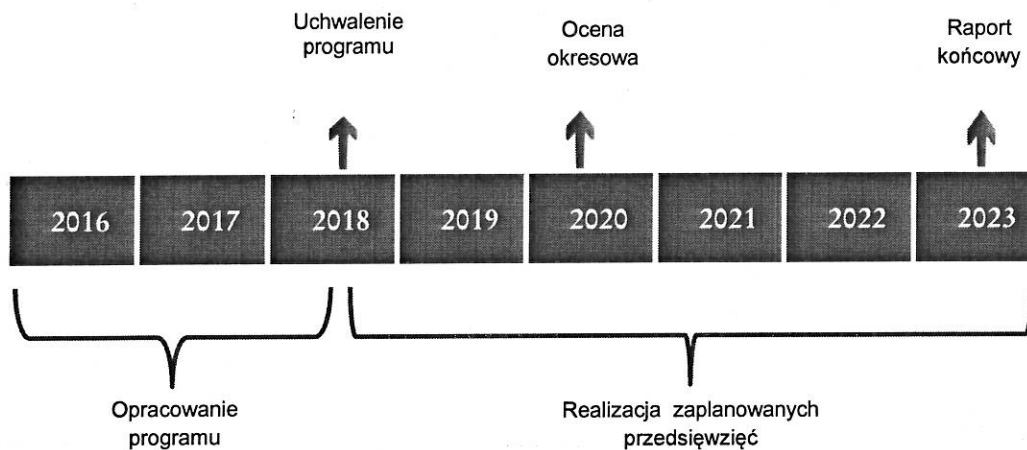 Uchwalenie
programu
Ocena
okresowa
Raport
końcowy
2016 2017 2018 2019 2020 2021 2022 2023
Opracowanie
programu
Realizacja zaplanowanych
przedsięwzięć